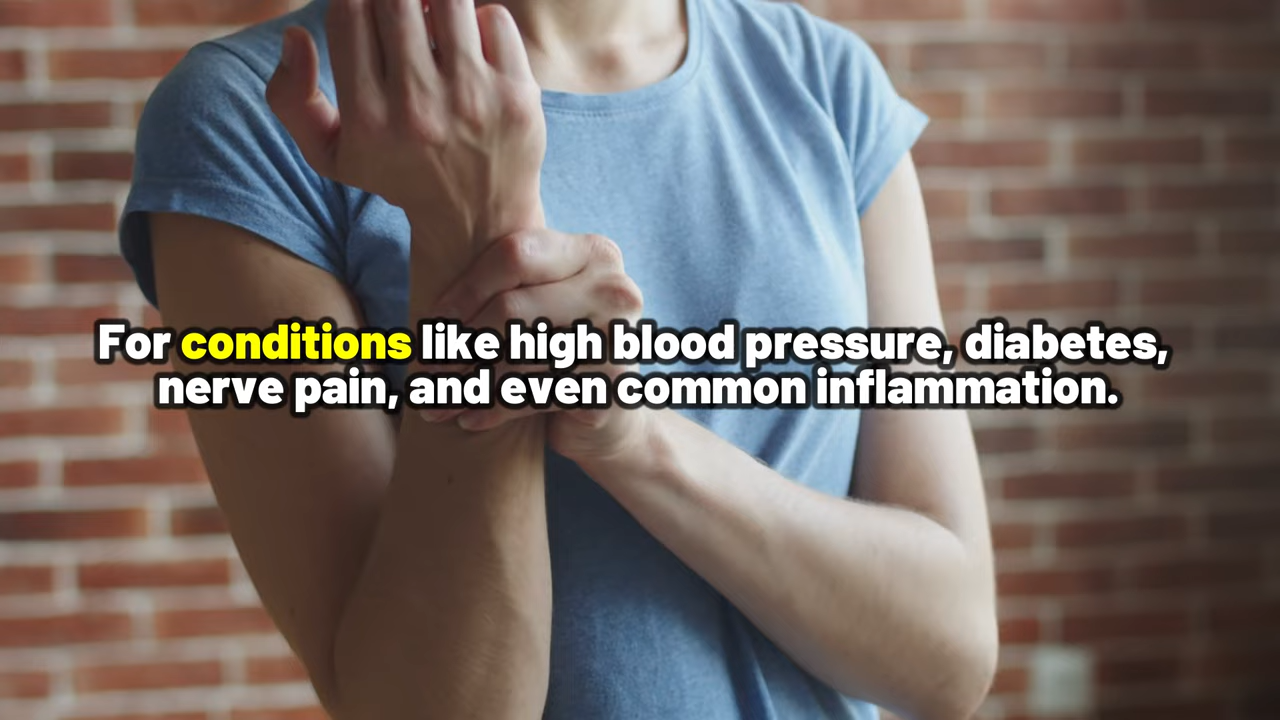 For conditions like high blood pressure, diabetes,
nerve pain, and even common inflammation.